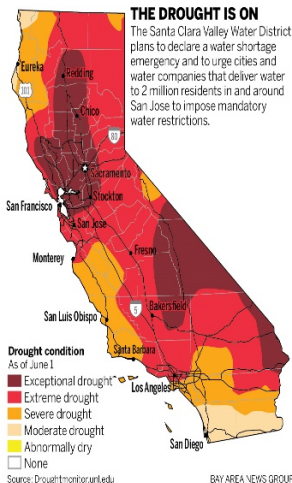 THE DROUGHT IS ON
The Santa Clara Valley Water District
plans to declare a water shortage
emergency and to urge cities and
water companies that deliver water
to 2 million residents in and around
San Jose to impose mandatory
water restrictions.
Eureka
Redding
101
Chico
80
Sacramento
Stockton
San Francisco
San Jose
Monterey
Fresno
5
Bakersfield
San Luis Obispo
Santa Barbara
Los Angeles
San Diego
Drought condition
As of June 1
Exceptional drought
Extreme drought
Severe drought
Moderate drought
Abnormally dry
None
Source: Droughtmonitor.unl.edu
BAY AREA NEWS GROUP